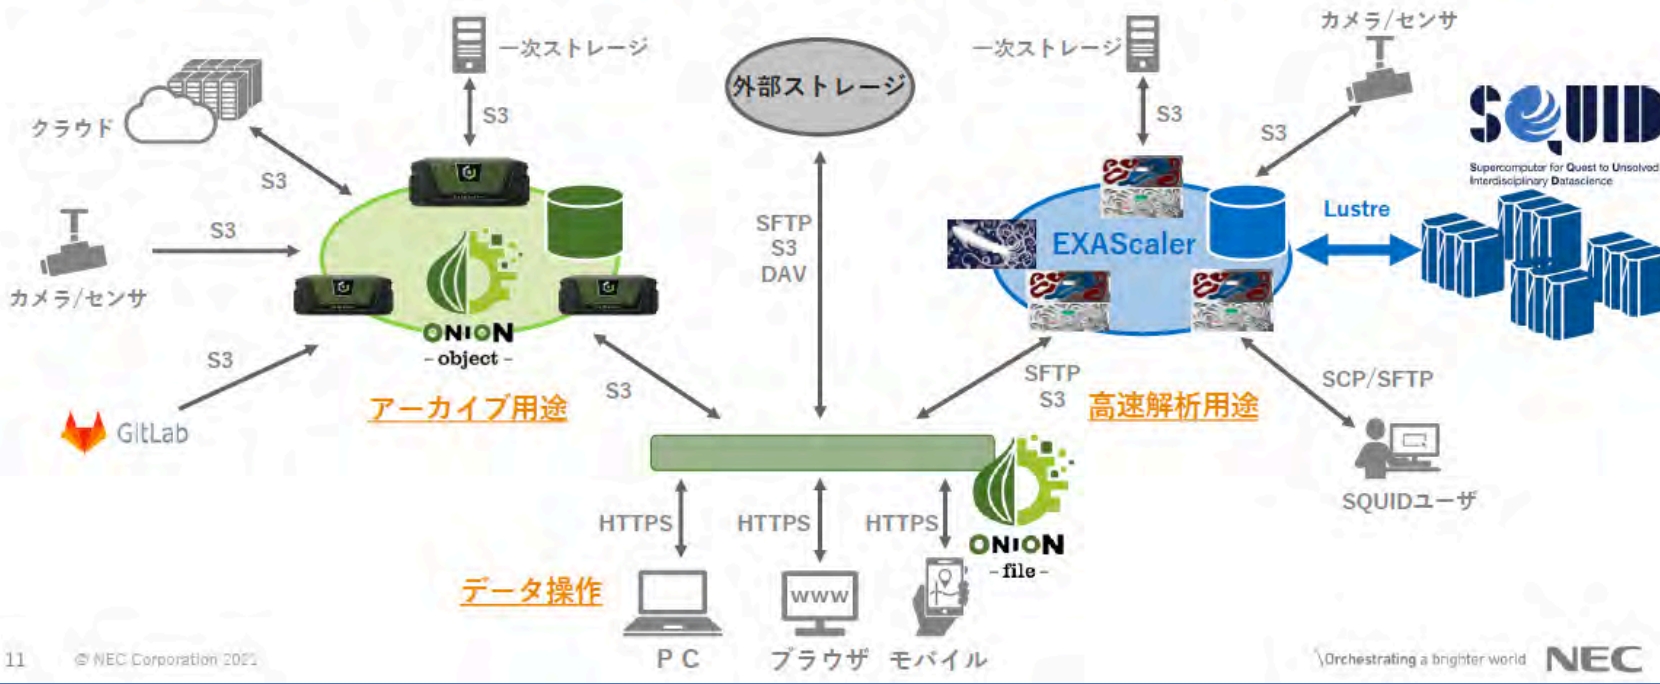 一次ストレージ
S3
クラウド
S3
カメラ/センサ
S3
GitLab
S3
ONION
- object -
アーカイブ用途
S3
外部ストレージ
SFTP
S3
DAV
一次ストレージ
S3
カメラ/センサ
S3
SQUID
Supercomputer for Quest to Unsolved
Interdisciplinary Datascience
Lustre
EXAScaler
SFTP
S3
高速解析用途
SCP/SFTP
SQUIDユーザ
HTTPS
HTTPS
HTTPS
ONION
- file -
データ操作
PC
www
ブラウザ
モバイル
11
© NEC Corporation 2021
\Orchestrating a brighter world
NEC